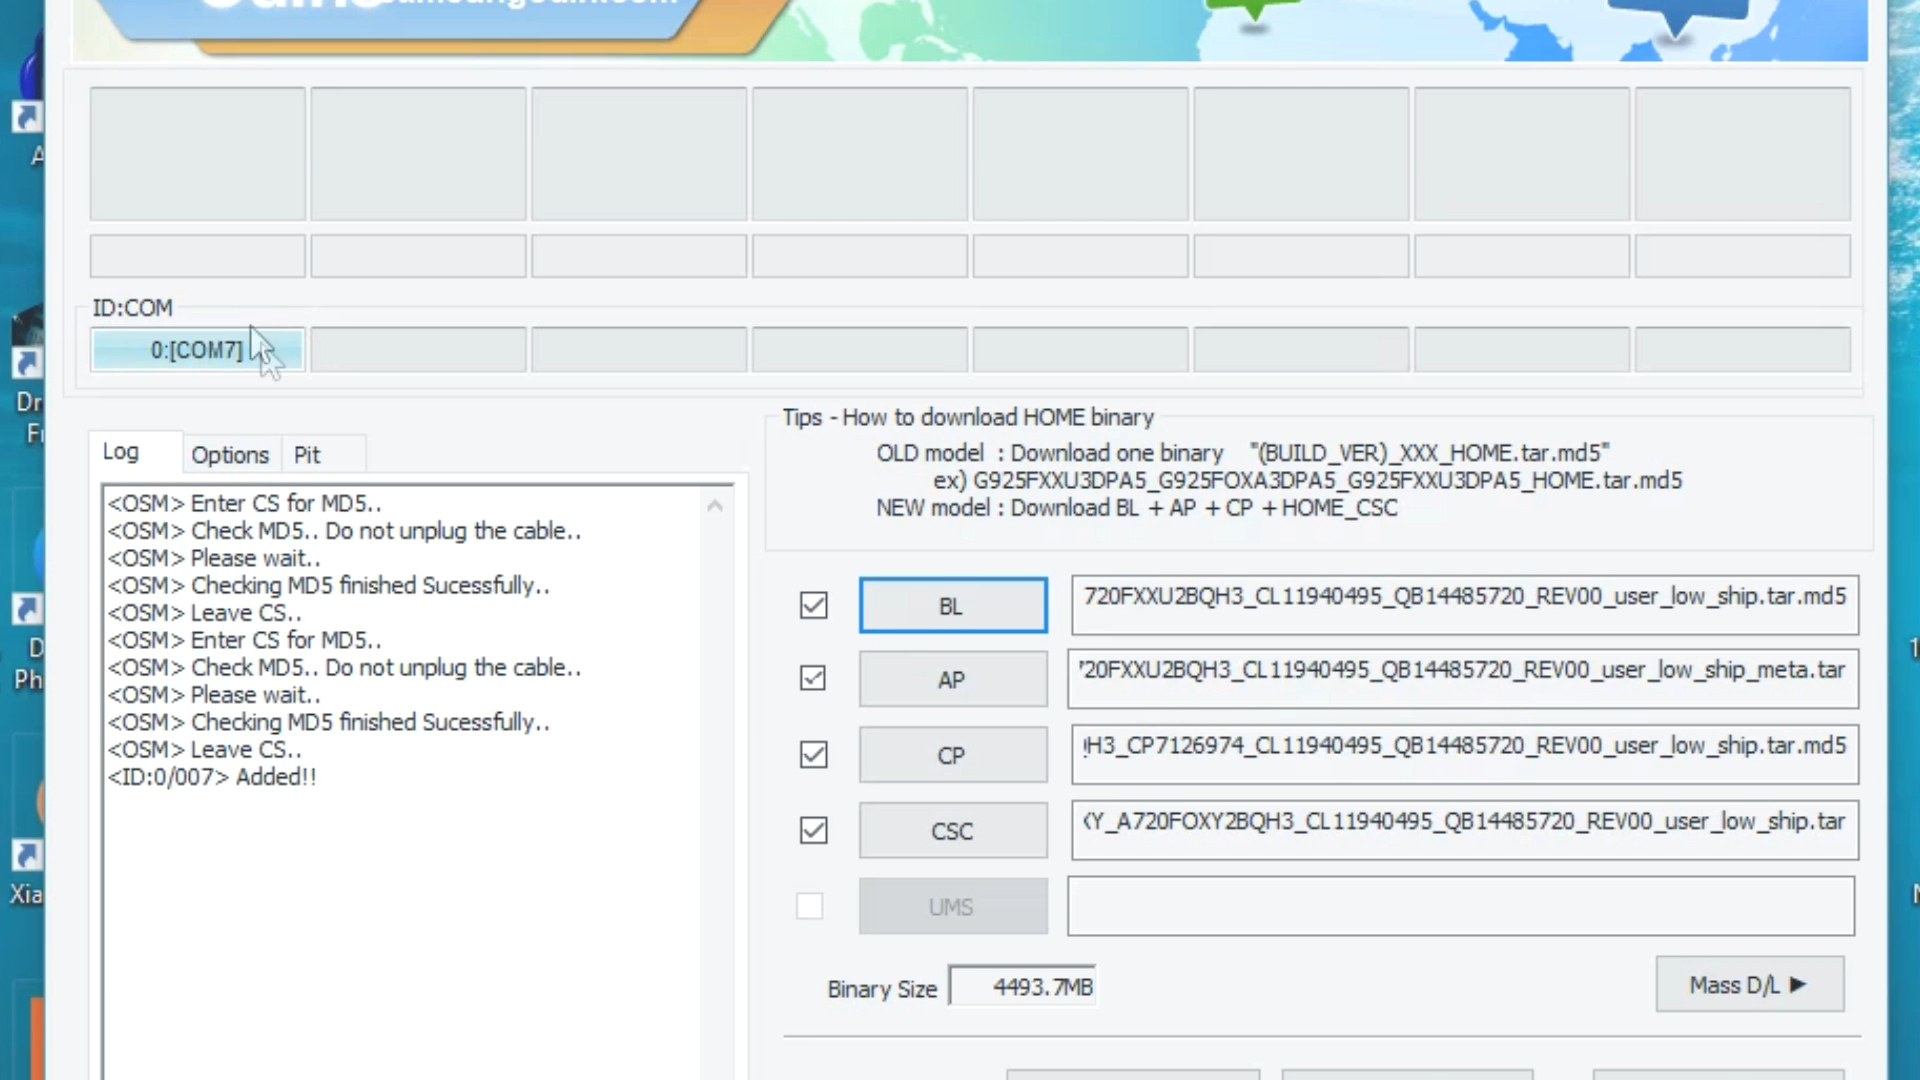 ID:COM
0:[COM7]
Log
Options
Pit
<OSM> Enter CS for MD5..
<OSM> Check MD5.. Do not unplug the cable..
<OSM> Please wait..
<OSM> Checking MD5 finished Sucessfully..
<OSM> Leave CS..
<OSM> Enter CS for MD5..
<OSM> Check MD5.. Do not unplug the cable..
<OSM> Please wait..
<OSM> Checking MD5 finished Sucessfully..
<OSM> Leave CS..
<ID:0/007> Added!!
Tips - How to download HOME binary
OLD model : Download one binary "(BUILD_VER)_XXX_HOME.tar.md5"
ex) G925FXXU3DPA5_G925FOXA3DPA5_G925FXXU3DPA5_HOME.tar.md5
NEW model : Download BL + AP + CP + HOME_CSC
BL
720FXXU2BQH3_CL11940495_QB14485720_REV00_user_low_ship.tar.md5
AP
20FXXU2BQH3_CL11940495_QB14485720_REV00_user_low_ship_meta.tar
CP
H3_CP7126974_CL11940495_QB14485720_REV00_user_low_ship.tar.md5
CSC
Y_A720FOXY2BQH3_CL11940495_QB14485720_REV00_user_low_ship.tar
UMS
Binary Size 4493.7MB
Mass D/L ▶